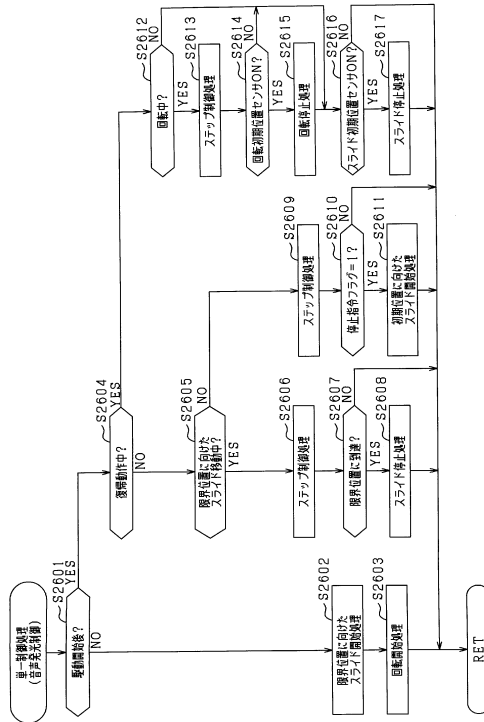 単一制御処理
(音声発光制御)
S2601
駆動開始後?
YES
NO
S2602
限界位置に向けた
スライド開始処理
S2603
回転開始処理
RET
S2604
復帰動作中?
YES
NO
S2605
限界位置に向けた
スライド移動中?
NO
YES
S2606
ステップ制御処理
S2607
限界位置に到達?
NO
YES
S2608
スライド停止処理
S2609
ステップ制御処理
S2610
停止指令フラグ=1?
NO
YES
S2611
初期位置に向けた
スライド開始処理
S2612
回転中?
NO
YES
S2613
ステップ制御処理
S2614
回転初期位置センサON?
NO
YES
S2615
回転停止処理
S2616
スライド初期位置センサON?
NO
YES
S2617
スライド停止処理